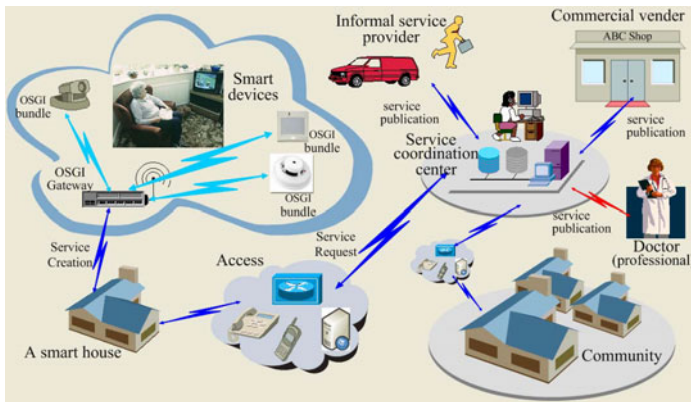 Informal service
provider
Commercial vender
ABC Shop
Smart
devices
OSGI
bundle
OSGI
bundle
OSGI
bundle
OSGI
Gateway
service
publication
service
publication
Service
coordination
center
service
publication
Doctor
(professional)
Service
Creation
Service
Request
Access
A smart house
Community